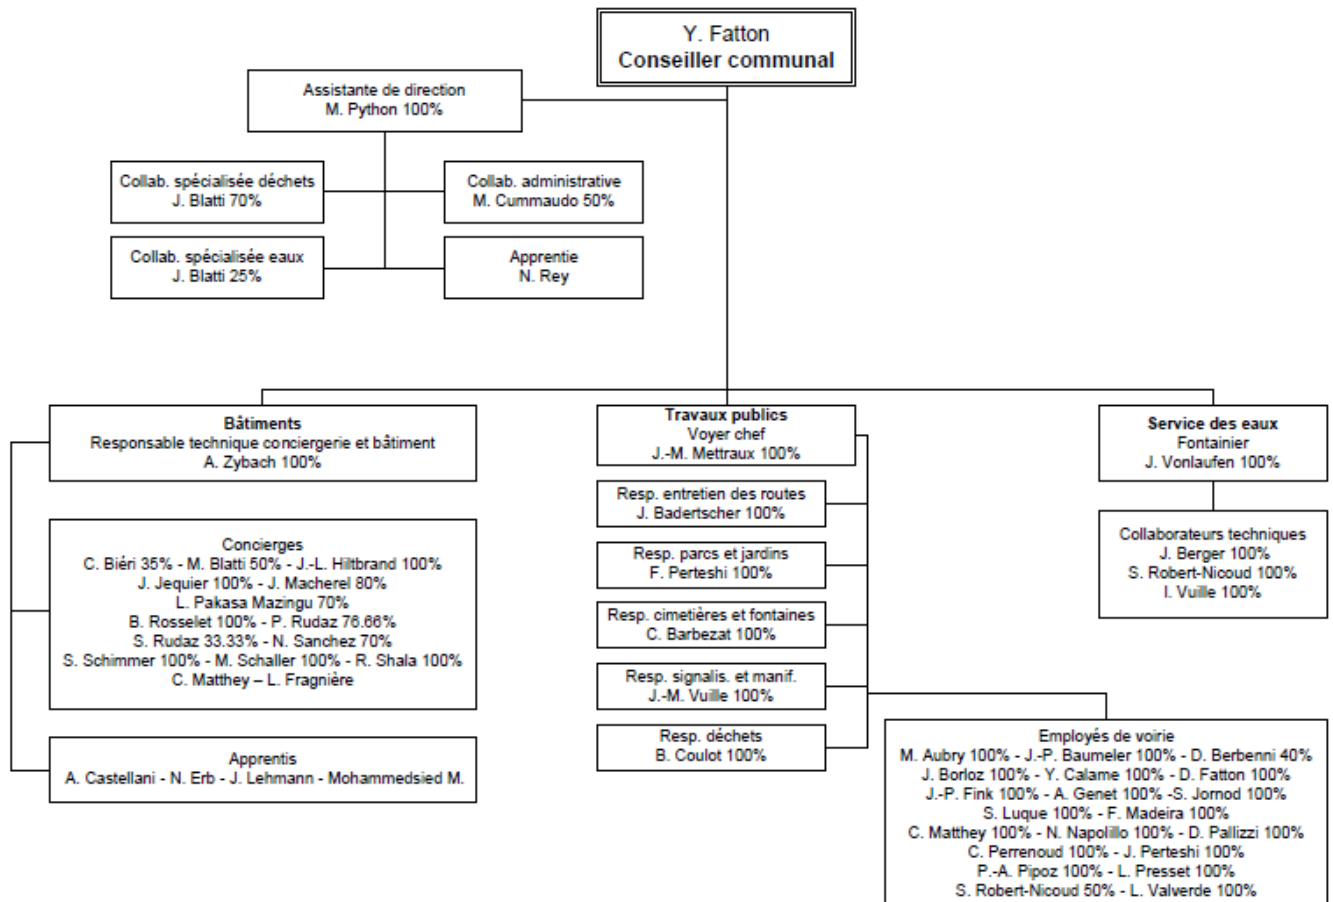 Y. Fatton
Conseiller communal
Assistante de direction
M. Python 100%
Collab. spécialisée déchets
J. Blatti 70%
Collab. administrative
M. Cummaudo 50%
Collab. spécialisée eaux
J. Blatti 25%
Apprentie
N. Rey
Bâtiments
Responsable technique conciergerie et bâtiment
A. Zybach 100%
Concierges
C. Biéri 35% - M. Blatti 50% - J.-L. Hiltbrand 100%
J. Jequier 100% - J. Macherel 80%
L. Pakasa Mazingu 70%
B. Rosselet 100% - P. Rudaz 76.66%
S. Rudaz 33.33% - N. Sanchez 70%
S. Schimmer 100% - M. Schaller 100% - R. Shala 100%
C. Matthey – L. Fragnière
Apprentis
A. Castellani - N. Erb - J. Lehmann - Mohammedsied M.
Travaux publics
Voyer chef
J.-M. Mettraux 100%
Resp. entretien des routes
J. Badertscher 100%
Resp. parcs et jardins
F. Perteshi 100%
Resp. cimetières et fontaines
C. Barbezat 100%
Resp. signalis. et manif.
J.-M. Vuille 100%
Resp. déchets
B. Coulot 100%
Employés de voirie
M. Aubry 100% - J.-P. Baumeler 100% - D. Berbenni 40%
J. Borloz 100% - Y. Calame 100% - D. Fatton 100%
J.-P. Fink 100% - A. Genet 100% -S. Jornod 100%
S. Luque 100% - F. Madeira 100%
C. Matthey 100% - N. Napolillo 100% - D. Pallizzi 100%
C. Perrenoud 100% - J. Perteshi 100%
P.-A. Pipoz 100% - L. Presset 100%
S. Robert-Nicoud 50% - L. Valverde 100%
Service des eaux
Fontainier
J. Vonlaufen 100%
Collaborateurs techniques
J. Berger 100%
S. Robert-Nicoud 100%
I. Vuille 100%